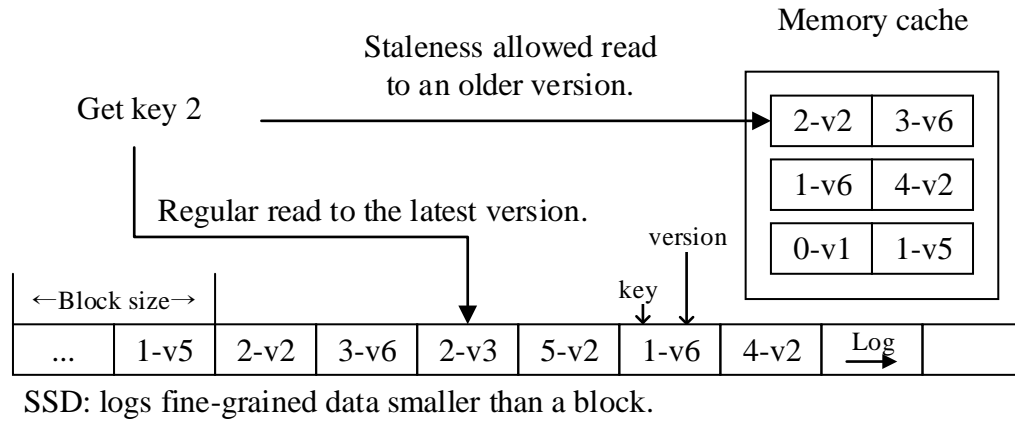 Memory cache
Staleness allowed read
to an older version.
Get key 2
2-v2 3-v6
1-v6 4-v2
0-v1 1-v5
Regular read to the latest version.
version
key
←Block size→
... 1-v5 2-v2 3-v6 2-v3 5-v2 1-v6 4-v2 Log
SSD: logs fine-grained data smaller than a block.